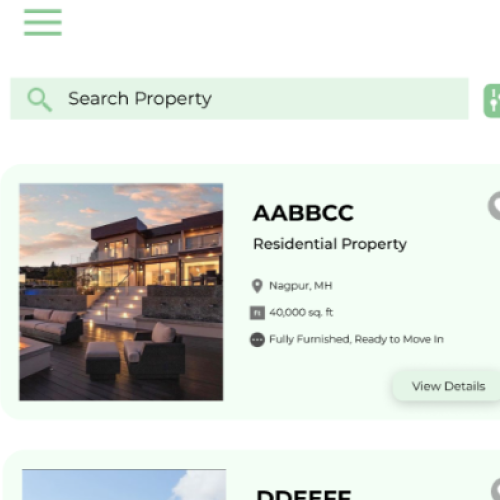 Search Property
AABBCC
Residential Property
Nagpur, MH
40,000 sq. ft
Fully Furnished, Ready to Move In
View Details